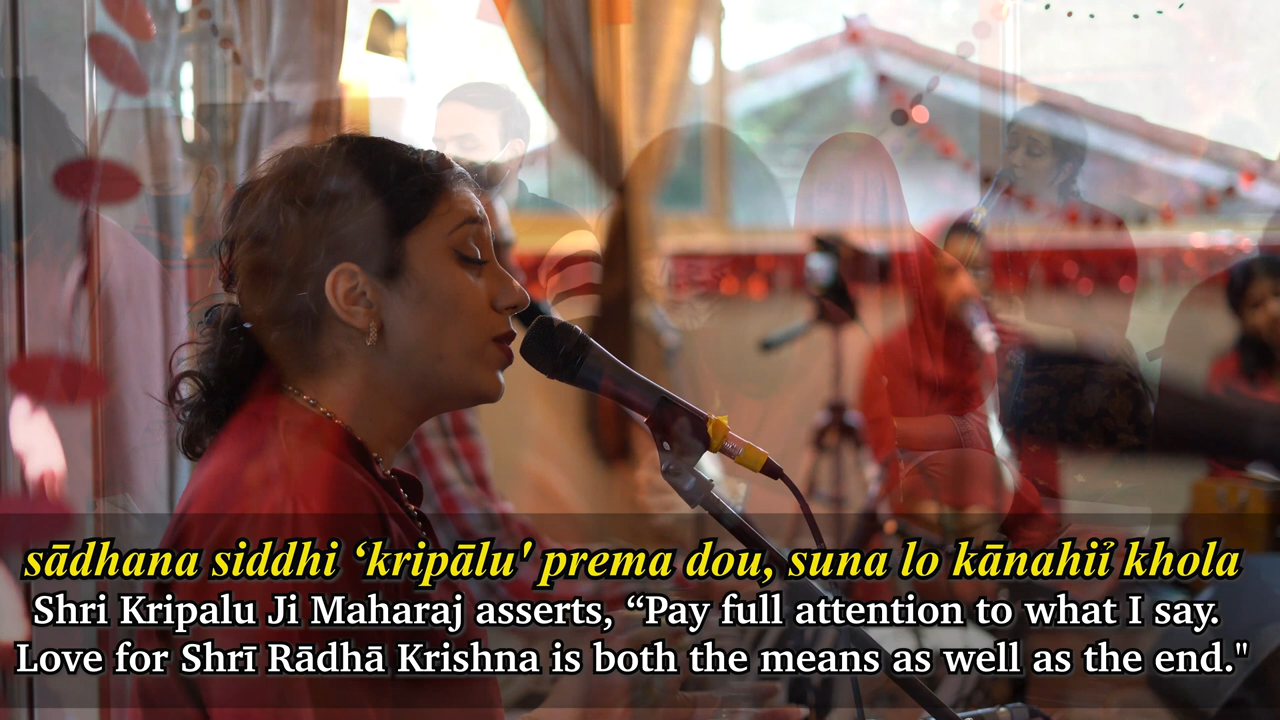 sādhana siddhi ‘kripālu' prema dou, suna lo kānahiṁ̉ khola
Shri Kripalu Ji Maharaj asserts, “Pay full attention to what I say.
Love for Shrī Rādhā Krishna is both the means as well as the end."